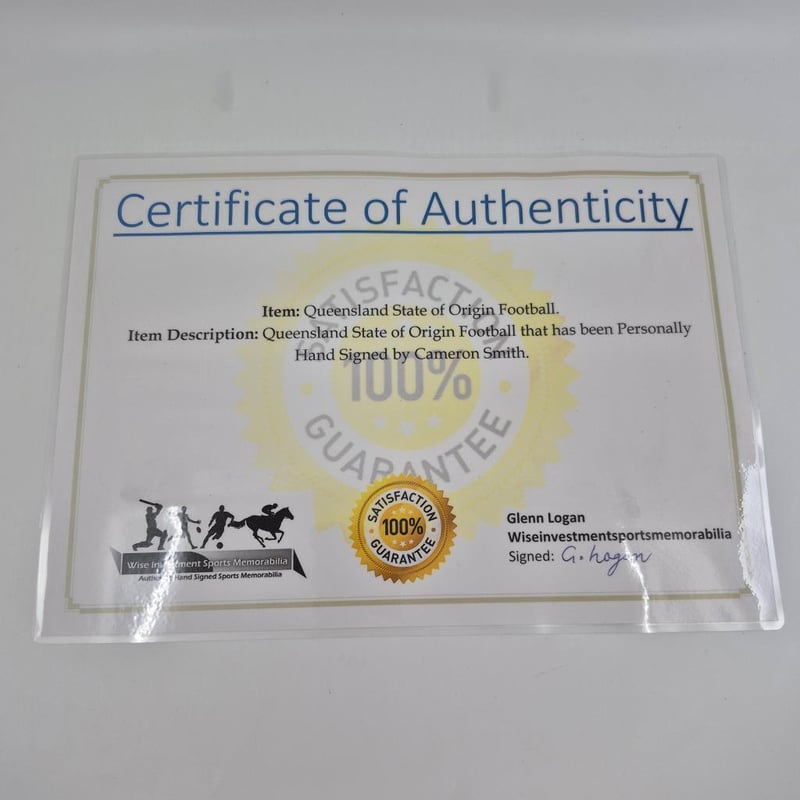 Certificate of Authenticity
Item: Queensland State of Origin Football.
Item Description: Queensland State of Origin Football that has been Personally
Hand Signed by Cameron Smith.
SATISFACTION
100%
GUARANTEE
Wise Investment Sports Memorabilia
Hand Signed Sports Memorabilia
SATISFACTION
100%
GUARANTEE
Glenn Logan
Wiseinvestmentsportsmemorabilia
Signed: G. Logan